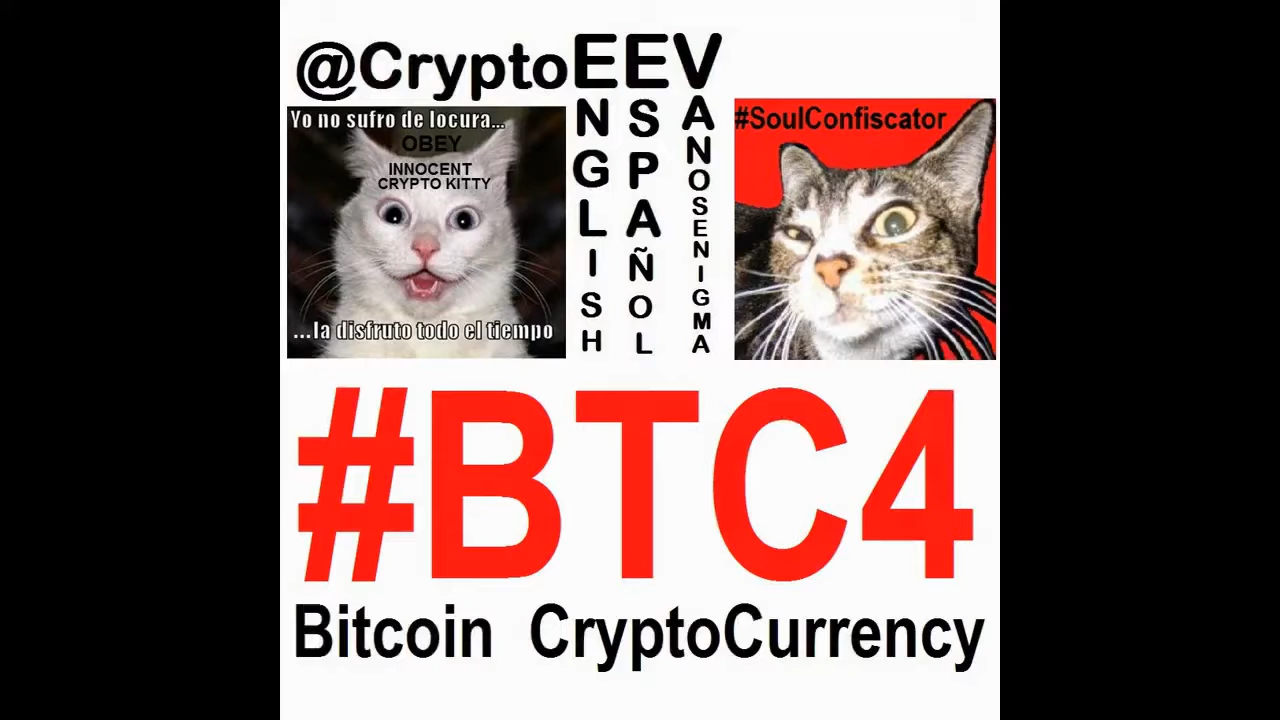 @CryptoEEV
ENGLISH
ESPAÑOL
VANOSENIGMA
Yo no sufro de locura...
OBEY
INNOCENT
CRYPTO KITTY
...la disfruto todo el tiempo
#SoulConfiscator
#BTC4
Bitcoin CryptoCurrency